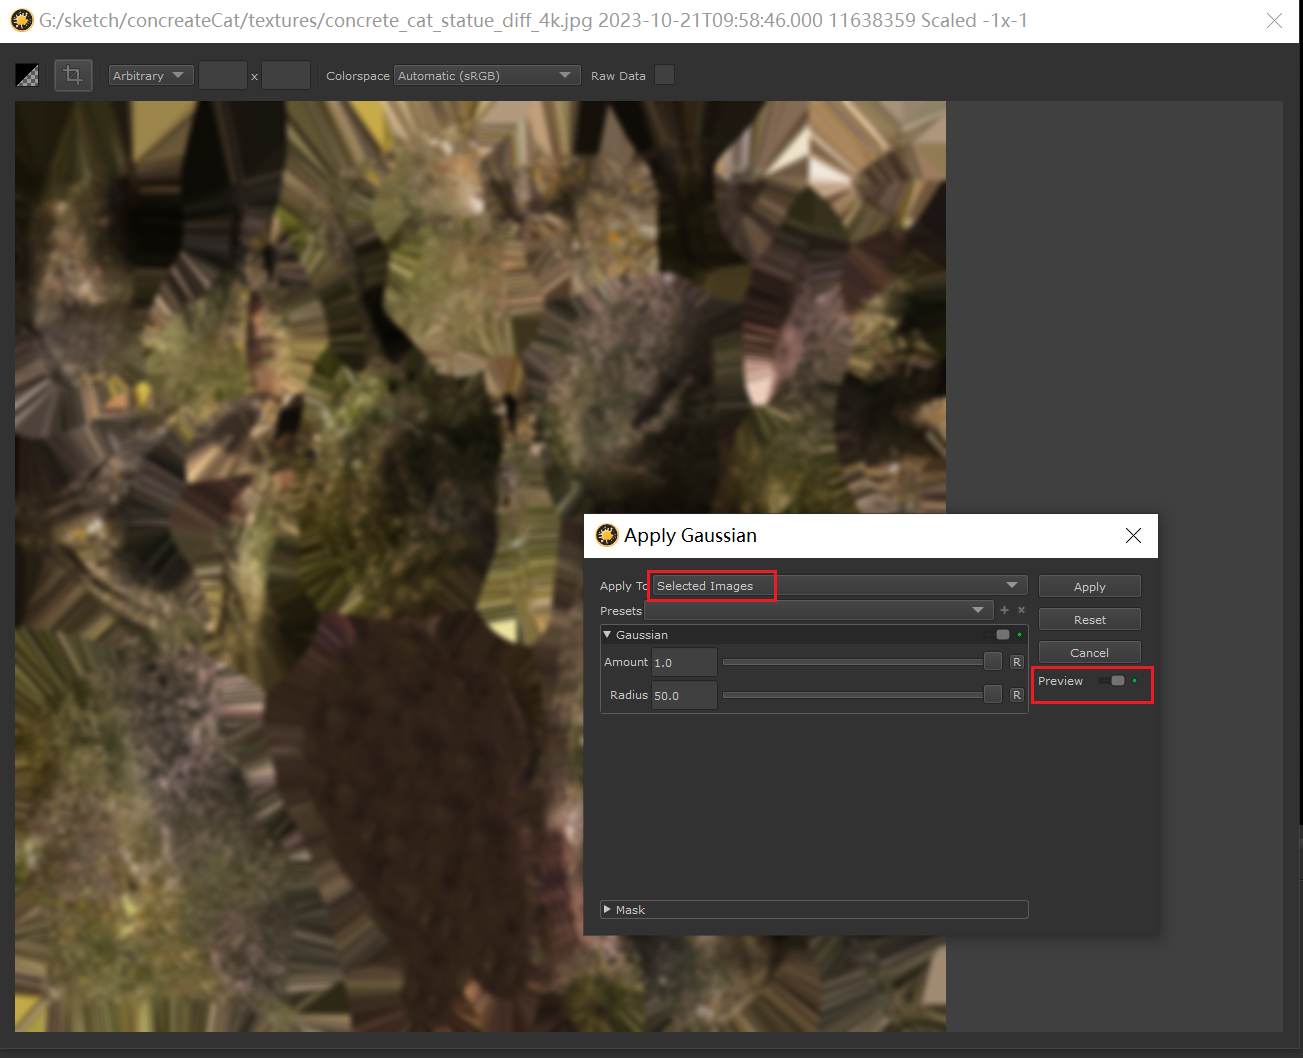 G:/sketch/concreateCat/textures/concrete_cat_statue_diff_4k.jpg 2023-10-21T09:58:46.000 11638359 Scaled -1x-1
Arbitrary x Colorspace Automatic (sRGB) Raw Data
Apply Gaussian
Apply To Selected Images Apply
Presets + × Reset
Gaussian
Amount 1.0 R Cancel
Radius 50.0 R Preview
Mask